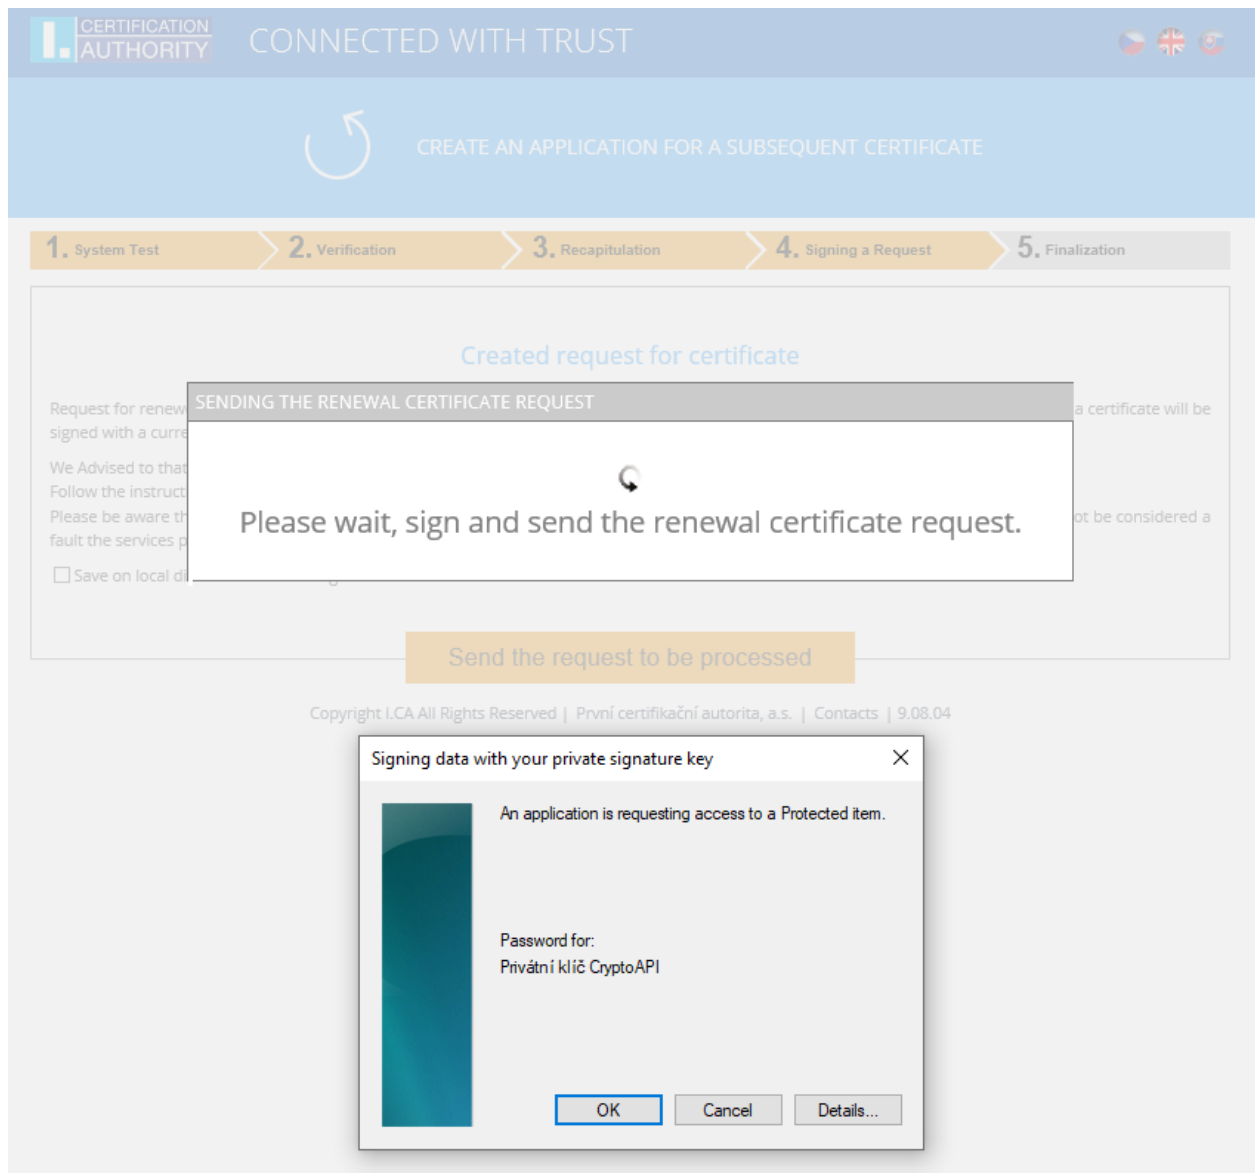 I. CERTIFICATION AUTHORITY
CONNECTED WITH TRUST
CREATE AN APPLICATION FOR A SUBSEQUENT CERTIFICATE
1. System Test 2. Verification 3. Recapitulation 4. Signing a Request 5. Finalization
Created request for certificate
SENDING THE RENEWAL CERTIFICATE REQUEST
Request for renew a certificate will be
signed with a curre
We Advised to that
Follow the instruct
Please be aware th ot be considered a
fault the services p
Please wait, sign and send the renewal certificate request.
Save on local di
Send the request to be processed
Copyright I.CA All Rights Reserved | První certifikační autorita, a.s. | Contacts | 9.08.04
Signing data with your private signature key
An application is requesting access to a Protected item.
Password for:
Privátní klíč CryptoAPI
OK Cancel Details...